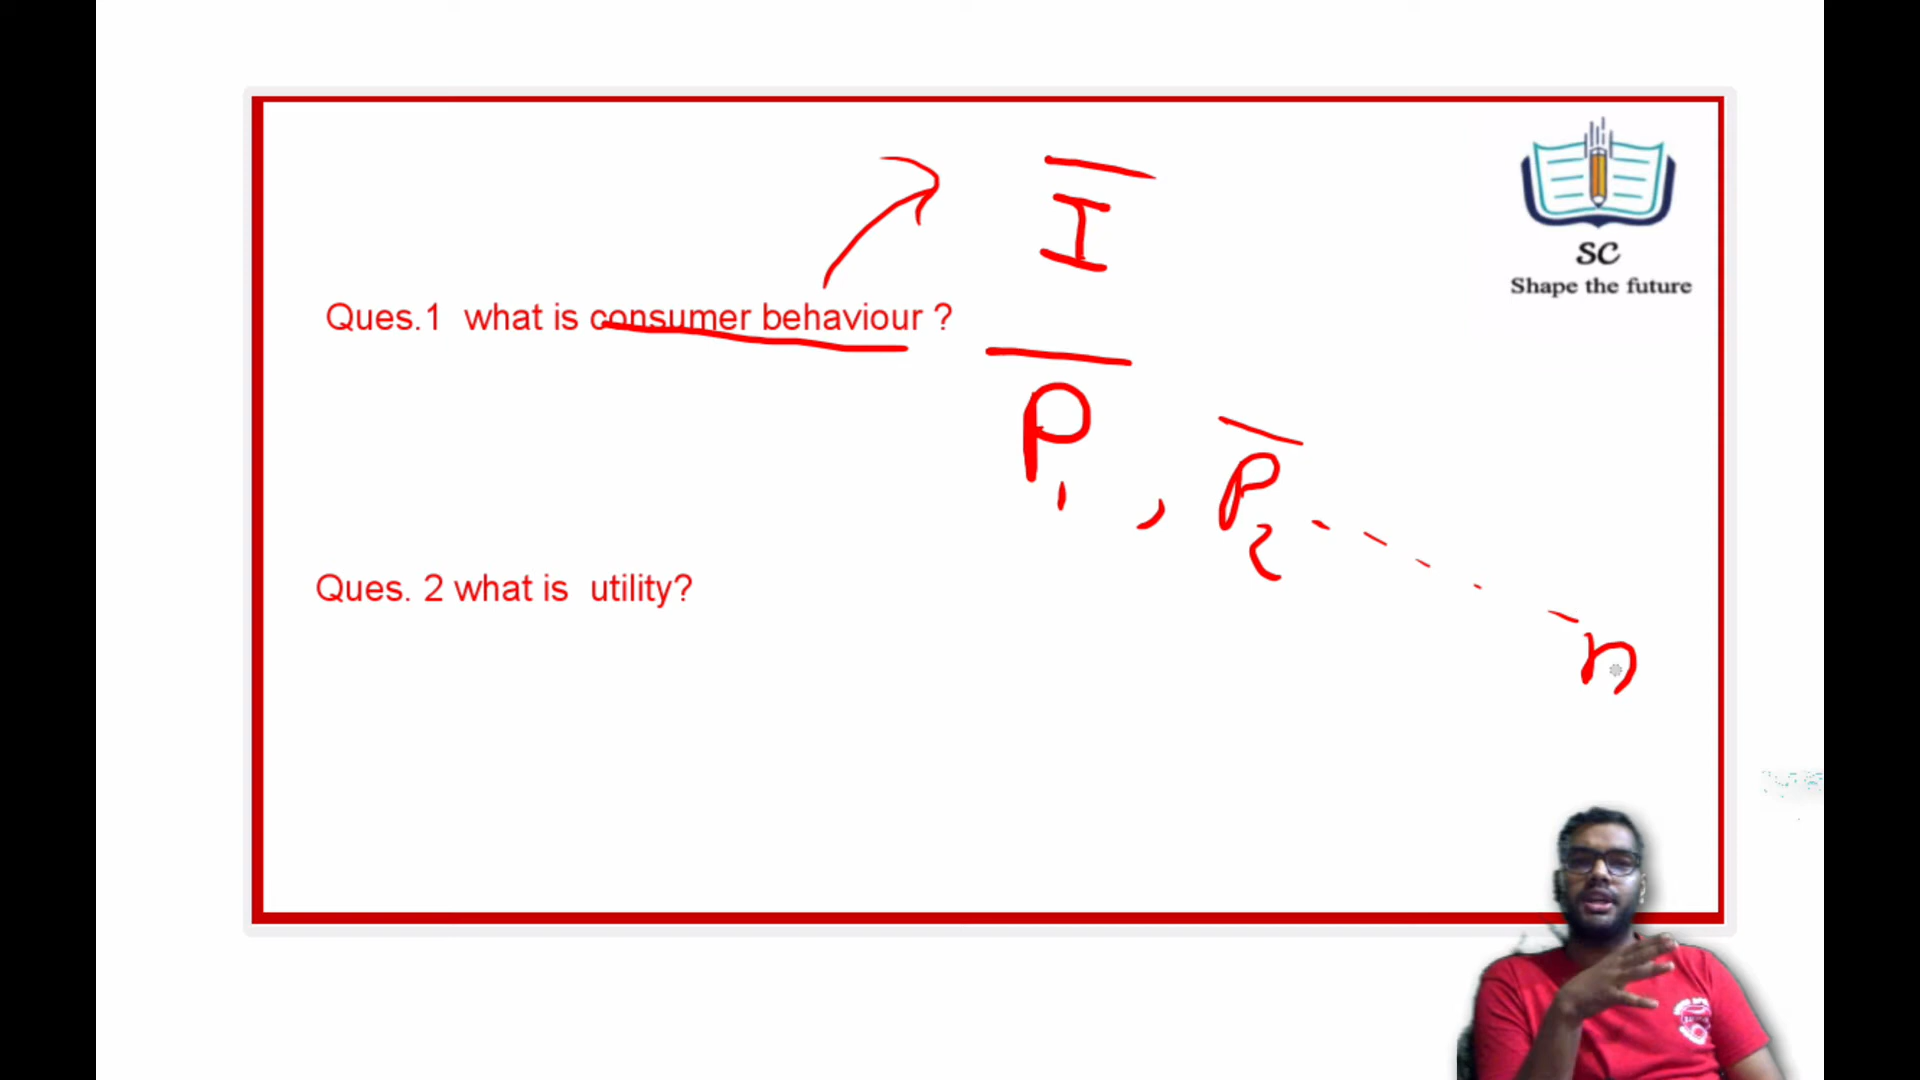 I
SC
Shape the future
Ques.1 what is consumer behaviour ?
P1 , P2 - - - - - n
Ques. 2 what is utility?